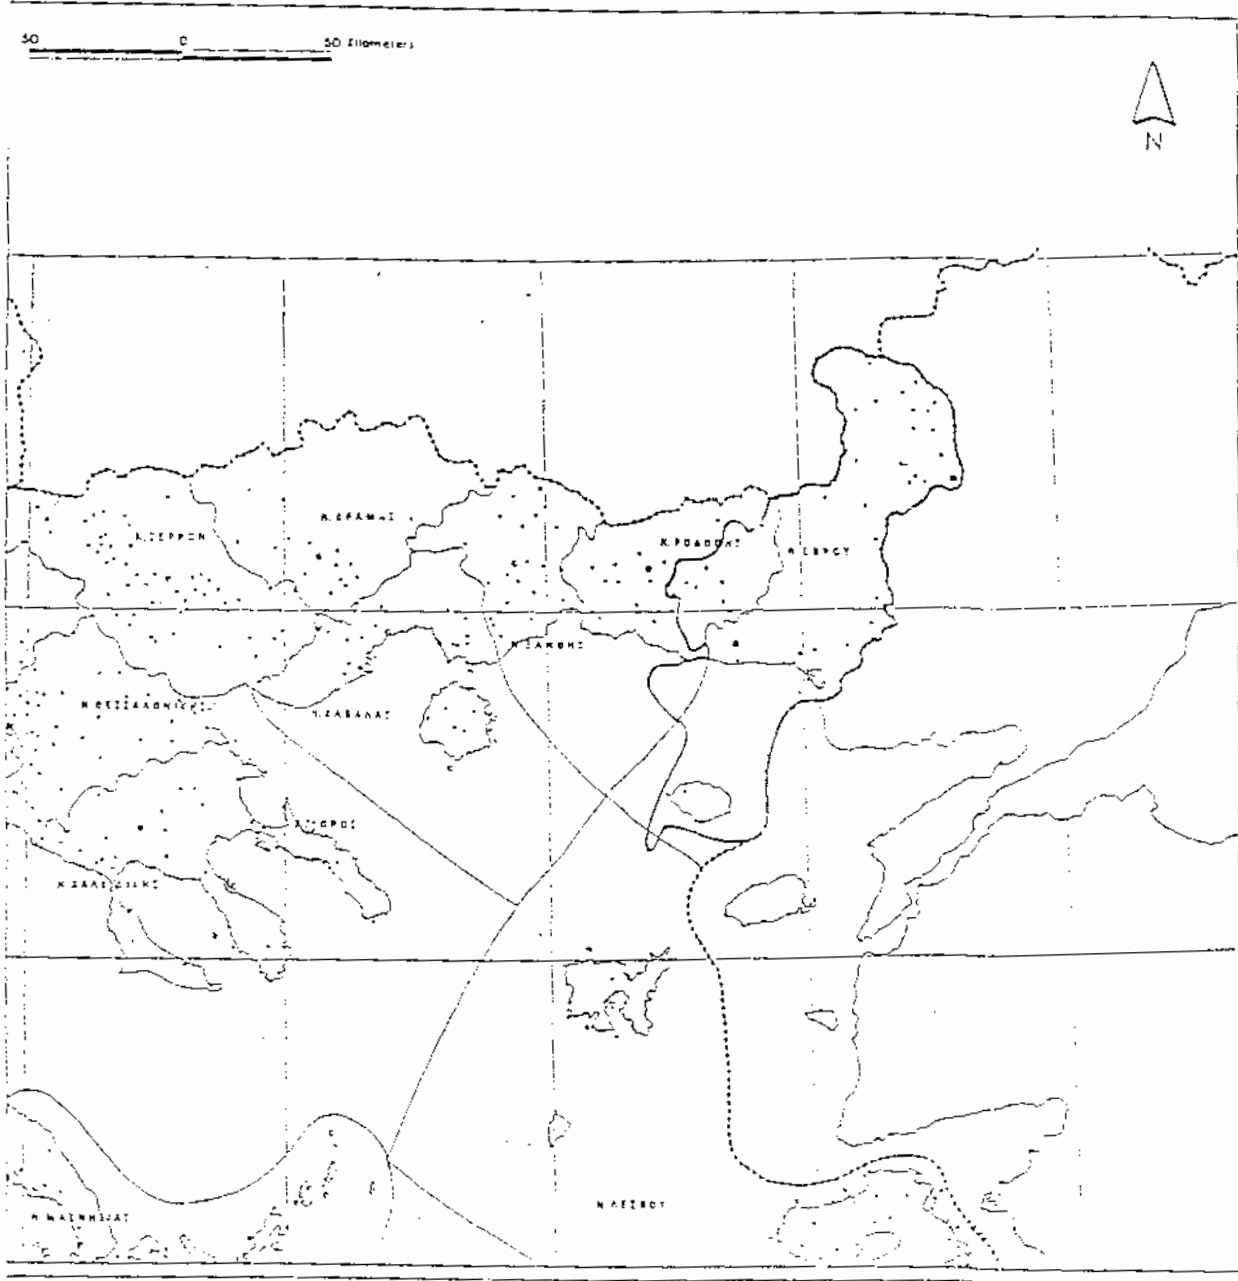 50 0 50 Kilometers
N
Ν.ΔΡΑΜΑΣ
Ν.ΣΕΡΡΩΝ
Ν.ΡΟΔΟΠΗΣ
Ν.ΕΒΡΟΥ
Ν.ΞΑΝΘΗΣ
Ν.ΘΕΣΣΑΛΟΝΙΚΗΣ
Ν.ΚΑΒΑΛΑΣ
Ν.ΧΑΛΚΙΔΙΚΗΣ
Ν.ΛΕΣΒΟΥ
Ν.ΜΑΓΝΗΣΙΑΣ